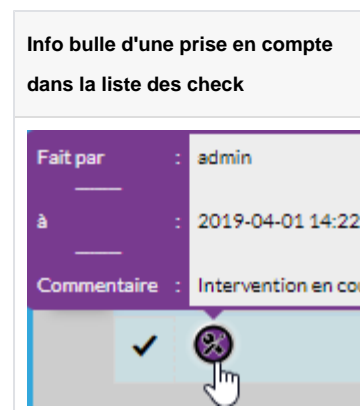 Info bulle d'une prise en compte
dans la liste des check
Fait par : admin
à : 2019-04-01 14:22
Commentaire : Intervention en